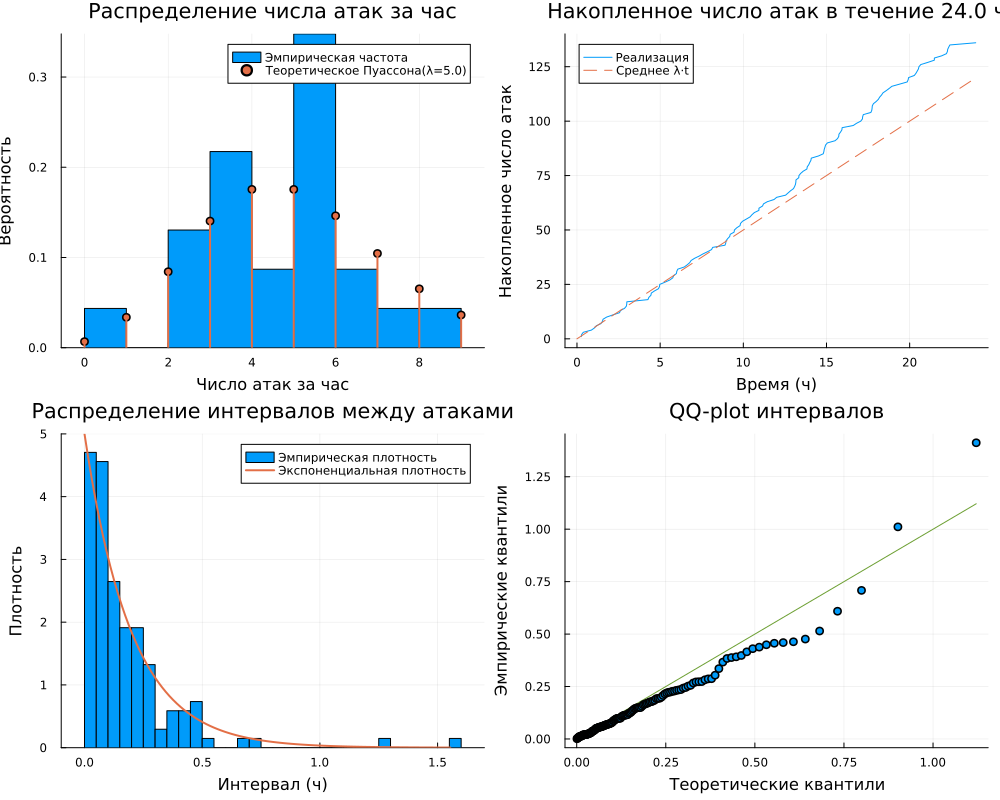 Распределение числа атак за час
Вероятность
0.3
0.2
0.1
0.0
Эмпирическая частота
Теоретическое Пуассона(λ=5.0)
0 2 4 6 8
Число атак за час
Накопленное число атак в течение 24.0 ч
Накопленное число атак
125
100
75
50
25
0
Реализация
Среднее λ·t
0 5 10 15 20
Время (ч)
Распределение интервалов между атаками
Плотность
5
4
3
2
1
0
Эмпирическая плотность
Экспоненциальная плотность
0.0 0.5 1.0 1.5
Интервал (ч)
QQ-plot интервалов
Эмпирические квантили
1.25
1.00
0.75
0.50
0.25
0.00
0.00 0.25 0.50 0.75 1.00
Теоретические квантили